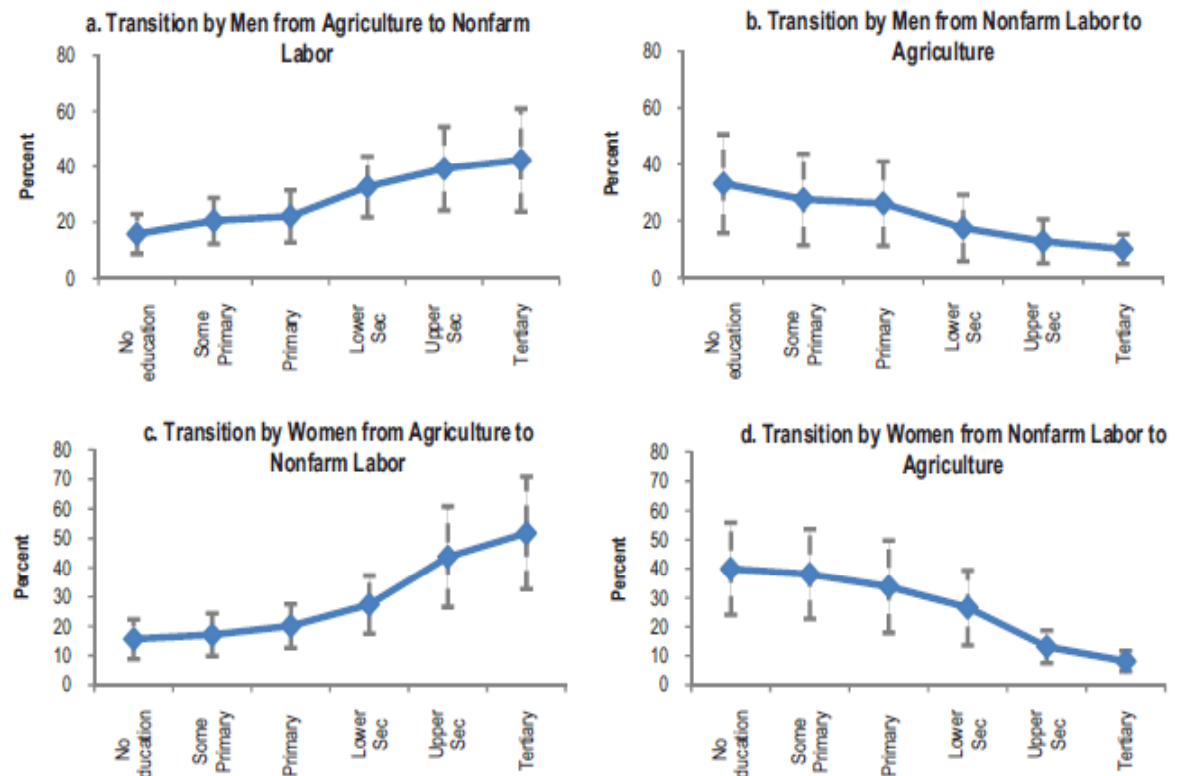 a. Transition by Men from Agriculture to Nonfarm
Labor
80
60
40
20
0
Percent
No
education
Some
Primary
Primary
Lower
Sec
Upper
Sec
Tertiary
b. Transition by Men from Nonfarm Labor to
Agriculture
80
60
40
20
0
Percent
No
education
Some
Primary
Primary
Lower
Sec
Upper
Sec
Tertiary
c. Transition by Women from Agriculture to
Nonfarm Labor
80
70
60
50
40
30
20
10
0
Percent
No
education
Some
Primary
Primary
Lower
Sec
Upper
Sec
Tertiary
d. Transition by Women from Nonfarm Labor to
Agriculture
80
70
60
50
40
30
20
10
0
Percent
No
education
Some
Primary
Primary
Lower
Sec
Upper
Sec
Tertiary